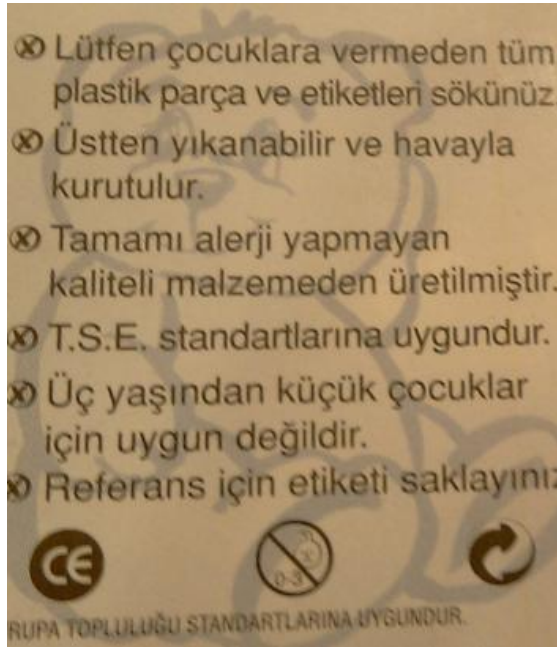 Lütfen çocuklara vermeden tüm
plastik parça ve etiketleri sökünüz
Üstten yıkanabilir ve havayla
kurutulur.
Tamamı alerji yapmayan
kaliteli malzemeden üretilmiştir.
T.S.E. standartlarına uygundur.
Üç yaşından küçük çocuklar
için uygun değildir.
Referans için etiketi saklayınız
CE 0-3
RUPA TOPLULUĞU STANDARTLARINA UYGUNDUR.